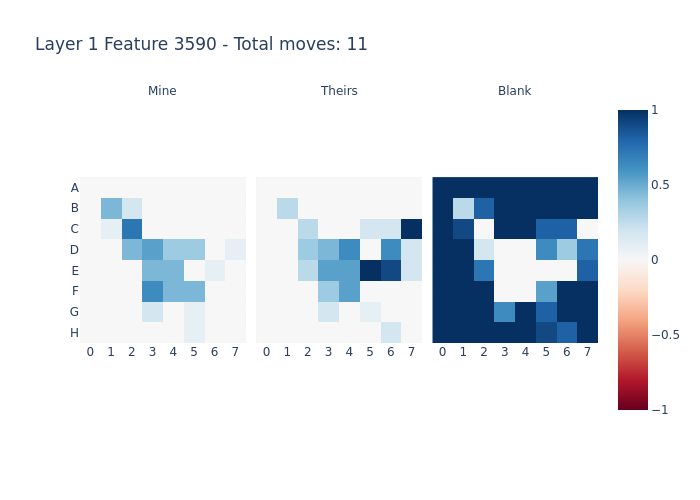 Layer 1 Feature 3590 - Total moves: 11
Mine Theirs Blank
A
B
C
D
E
F
G
H
0 1 2 3 4 5 6 7 0 1 2 3 4 5 6 7 0 1 2 3 4 5 6 7
1
0.5
0
−0.5
−1